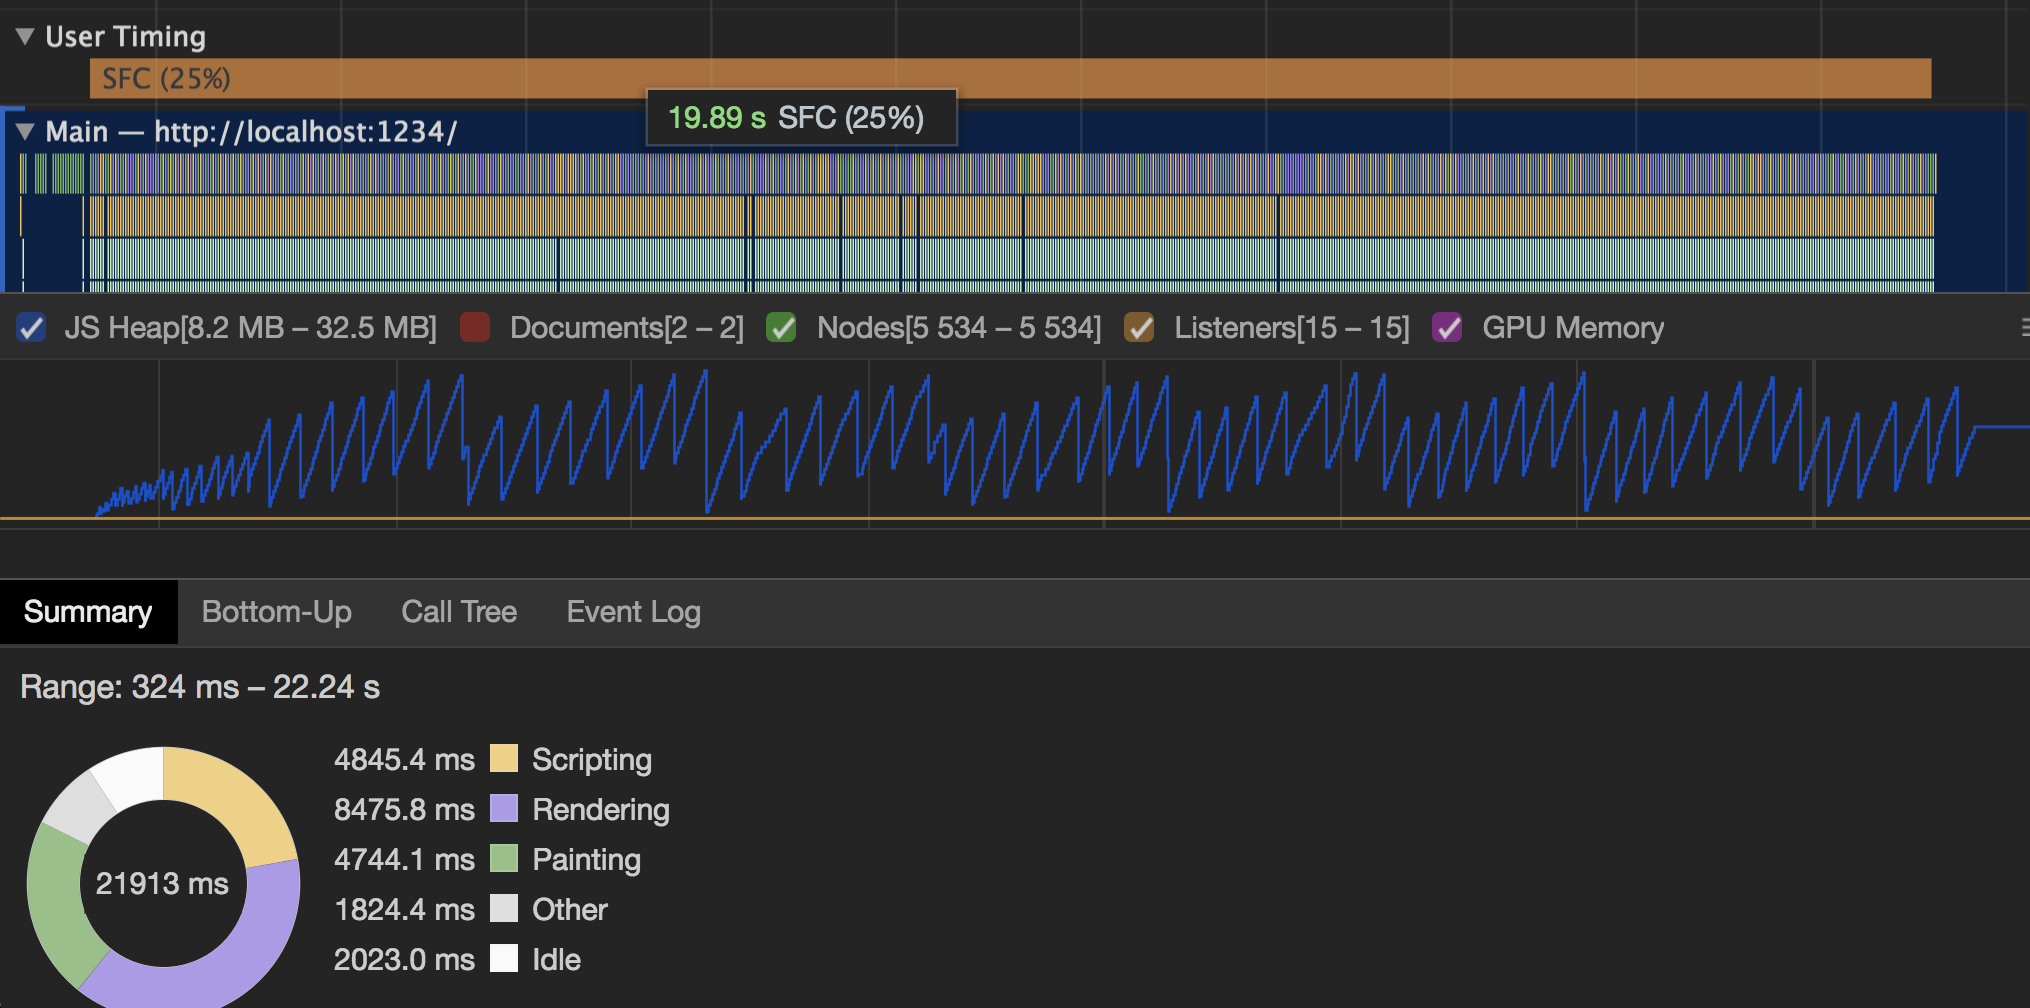 User Timing
SFC (25%)
19.89 s SFC (25%)
Main — http://localhost:1234/
JS Heap[8.2 MB – 32.5 MB] Documents[2 – 2] Nodes[5 534 – 5 534] Listeners[15 – 15] GPU Memory
Summary Bottom-Up Call Tree Event Log
Range: 324 ms – 22.24 s
4845.4 ms Scripting
8475.8 ms Rendering
4744.1 ms Painting
21913 ms
1824.4 ms Other
2023.0 ms Idle